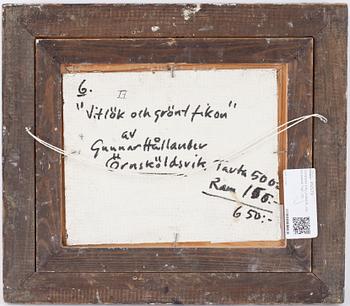 6.
"Vitlök och grönt fikon"
av
Gunnar Hållander
Örnsköldsvik. Tavla 500:-
Ram 150.-
650:-